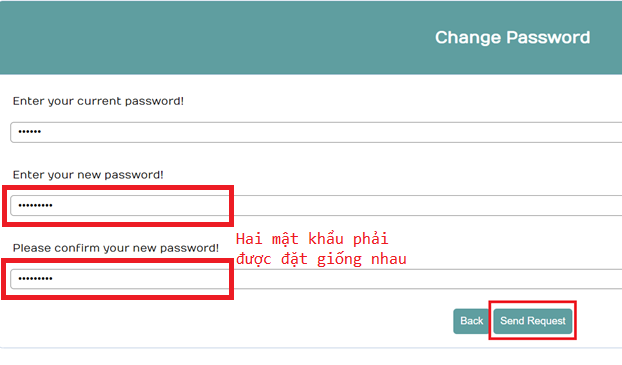 Change Password
Enter your current password!
••••••
Enter your new password!
•••••••••
Please confirm your new password!
Hai mật khẩu phải
được đặt giống nhau
•••••••••
Back
Send Request